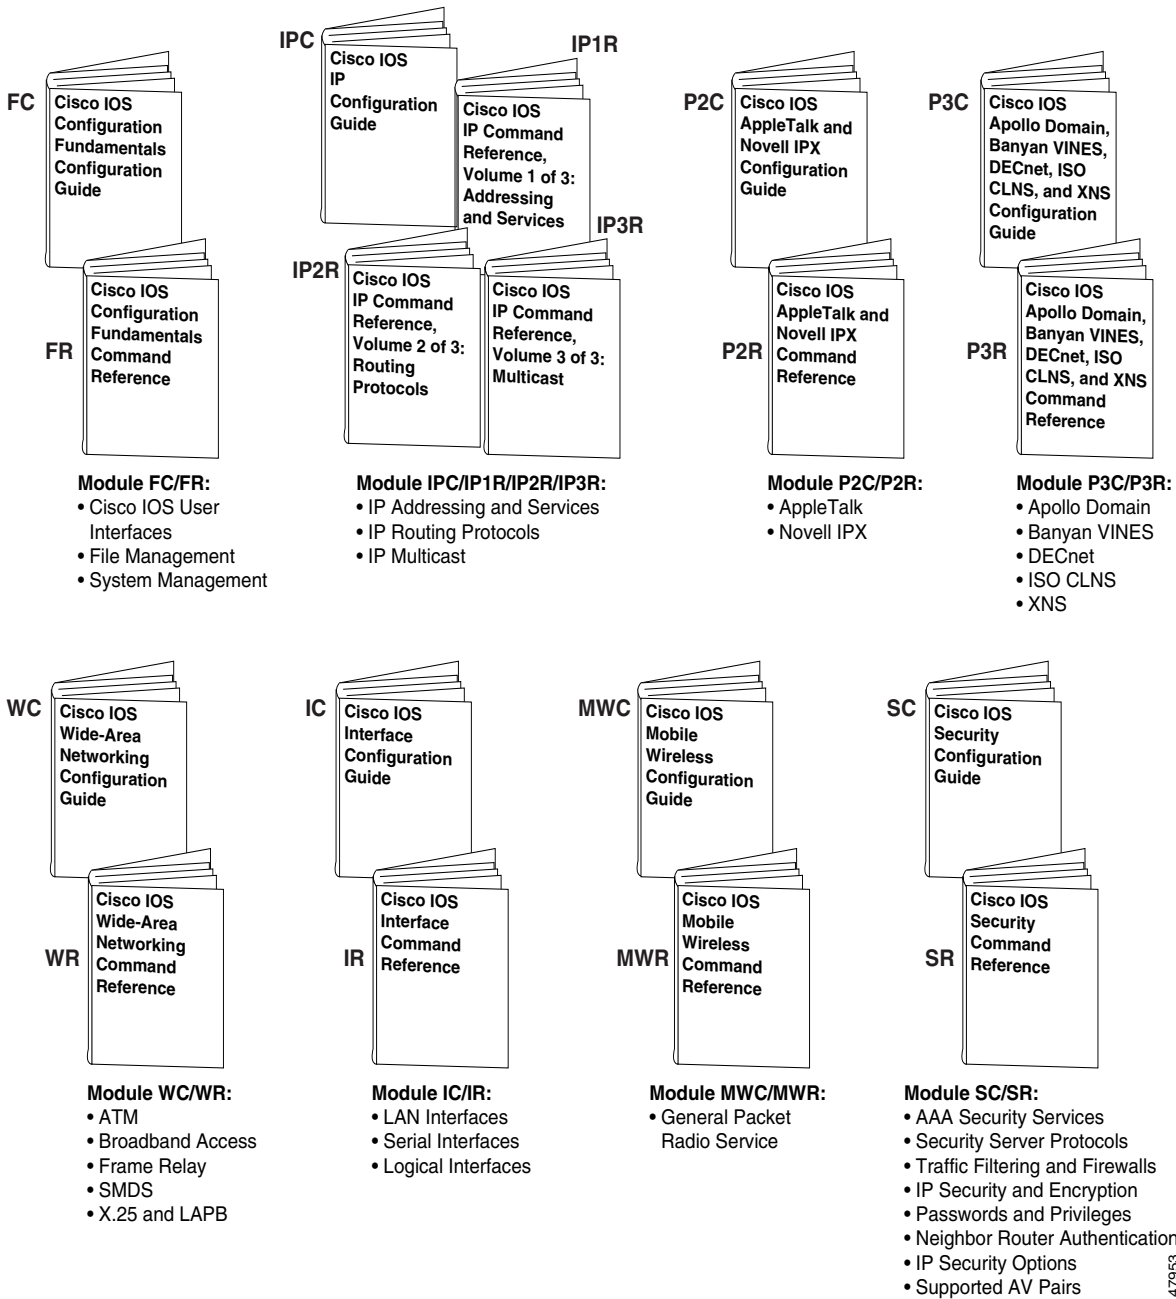 FC
Cisco IOS
Configuration
Fundamentals
Configuration
Guide
FR
Cisco IOS
Configuration
Fundamentals
Command
Reference
Module FC/FR:
• Cisco IOS User
Interfaces
• File Management
• System Management
IPC
Cisco IOS
IP
Configuration
Guide
IP1R
Cisco IOS
IP Command
Reference,
Volume 1 of 3:
Addressing
and Services
IP2R
Cisco IOS
IP Command
Reference,
Volume 2 of 3:
Routing
Protocols
IP3R
Cisco IOS
IP Command
Reference,
Volume 3 of 3:
Multicast
Module IPC/IP1R/IP2R/IP3R:
• IP Addressing and Services
• IP Routing Protocols
• IP Multicast
P2C
Cisco IOS
AppleTalk and
Novell IPX
Configuration
Guide
P2R
Cisco IOS
AppleTalk and
Novell IPX
Command
Reference
Module P2C/P2R:
• AppleTalk
• Novell IPX
P3C
Cisco IOS
Apollo Domain,
Banyan VINES,
DECnet, ISO
CLNS, and XNS
Configuration
Guide
P3R
Cisco IOS
Apollo Domain,
Banyan VINES,
DECnet, ISO
CLNS, and XNS
Command
Reference
Module P3C/P3R:
• Apollo Domain
• Banyan VINES
• DECnet
• ISO CLNS
• XNS
WC
Cisco IOS
Wide-Area
Networking
Configuration
Guide
WR
Cisco IOS
Wide-Area
Networking
Command
Reference
Module WC/WR:
• ATM
• Broadband Access
• Frame Relay
• SMDS
• X.25 and LAPB
IC
Cisco IOS
Interface
Configuration
Guide
IR
Cisco IOS
Interface
Command
Reference
Module IC/IR:
• LAN Interfaces
• Serial Interfaces
• Logical Interfaces
MWC
Cisco IOS
Mobile
Wireless
Configuration
Guide
MWR
Cisco IOS
Mobile
Wireless
Command
Reference
Module MWC/MWR:
• General Packet
Radio Service
SC
Cisco IOS
Security
Configuration
Guide
SR
Cisco IOS
Security
Command
Reference
Module SC/SR:
• AAA Security Services
• Security Server Protocols
• Traffic Filtering and Firewalls
• IP Security and Encryption
• Passwords and Privileges
• Neighbor Router Authentication
• IP Security Options
• Supported AV Pairs
47953